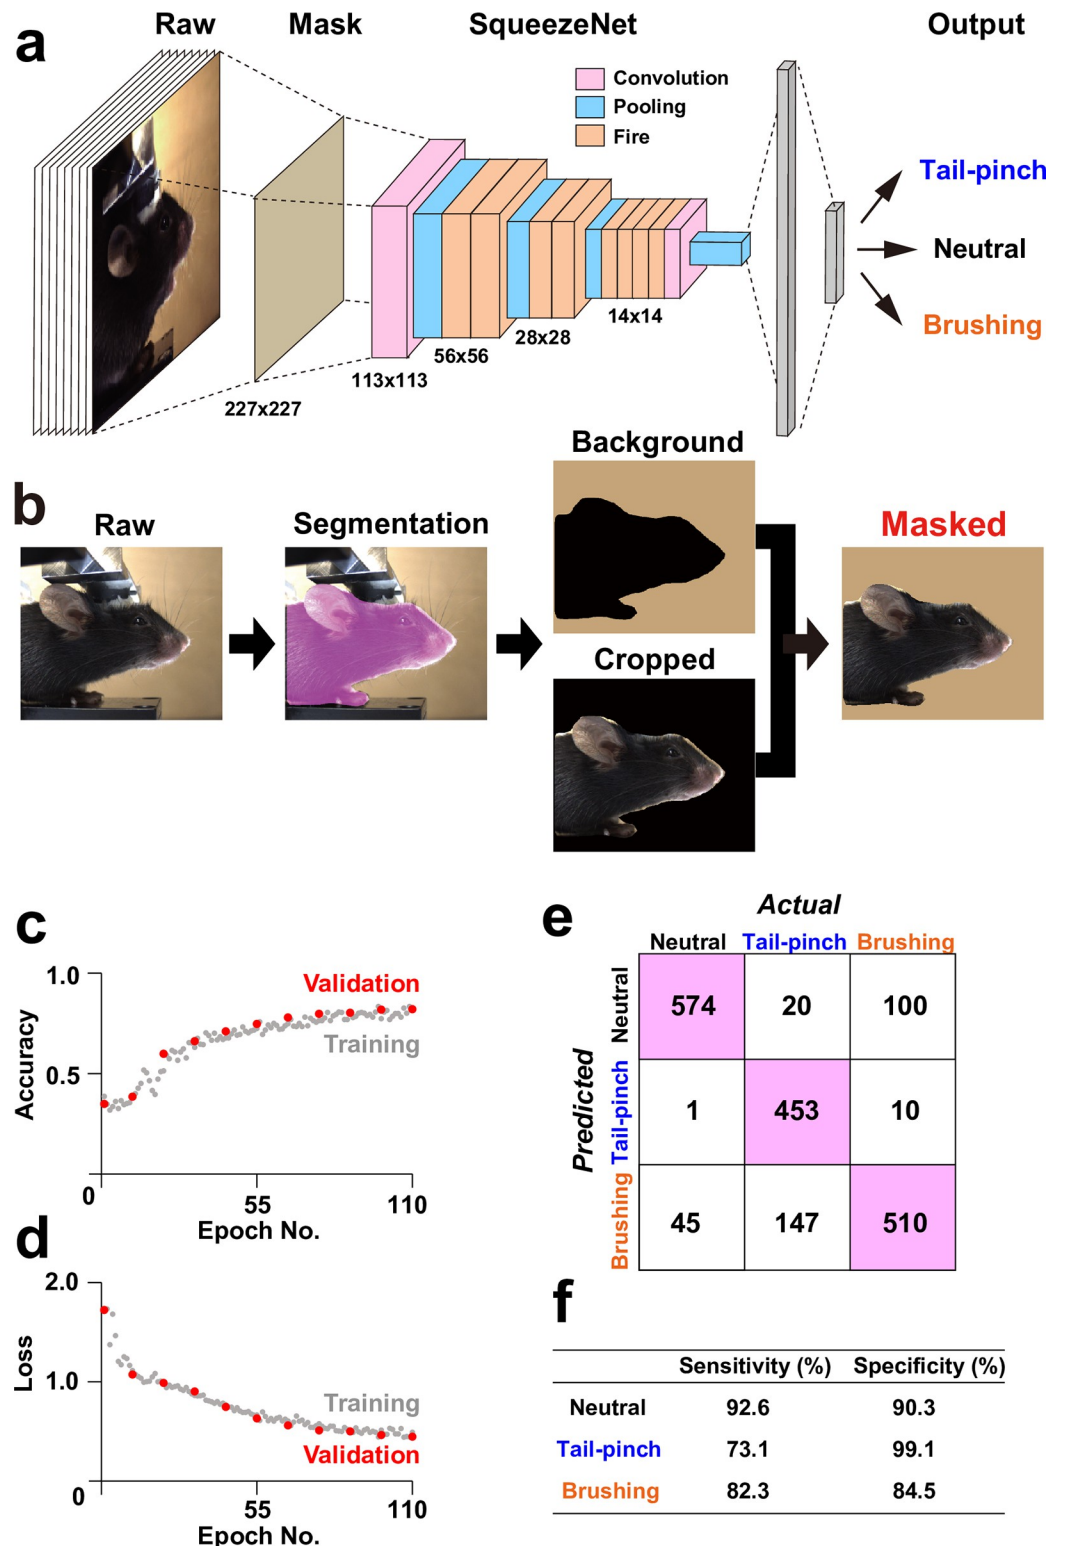 a
Raw
Mask
SqueezeNet
Output
Convolution
Pooling
Fire
Tail-pinch
Neutral
Brushing
14x14
28x28
56x56
113x113
227x227
b
Raw
Segmentation
Background
Cropped
Masked
c
1.0
0.5
0
55
110
Accuracy
Epoch No.
Validation
Training
d
2.0
1.0
0
55
110
Loss
Epoch No.
Training
Validation
e
Actual
Neutral Tail-pinch Brushing
Predicted
Neutral 574 20 100
Tail-pinch 1 453 10
Brushing 45 147 510
f
Sensitivity (%) Specificity (%)
Neutral 92.6 90.3
Tail-pinch 73.1 99.1
Brushing 82.3 84.5